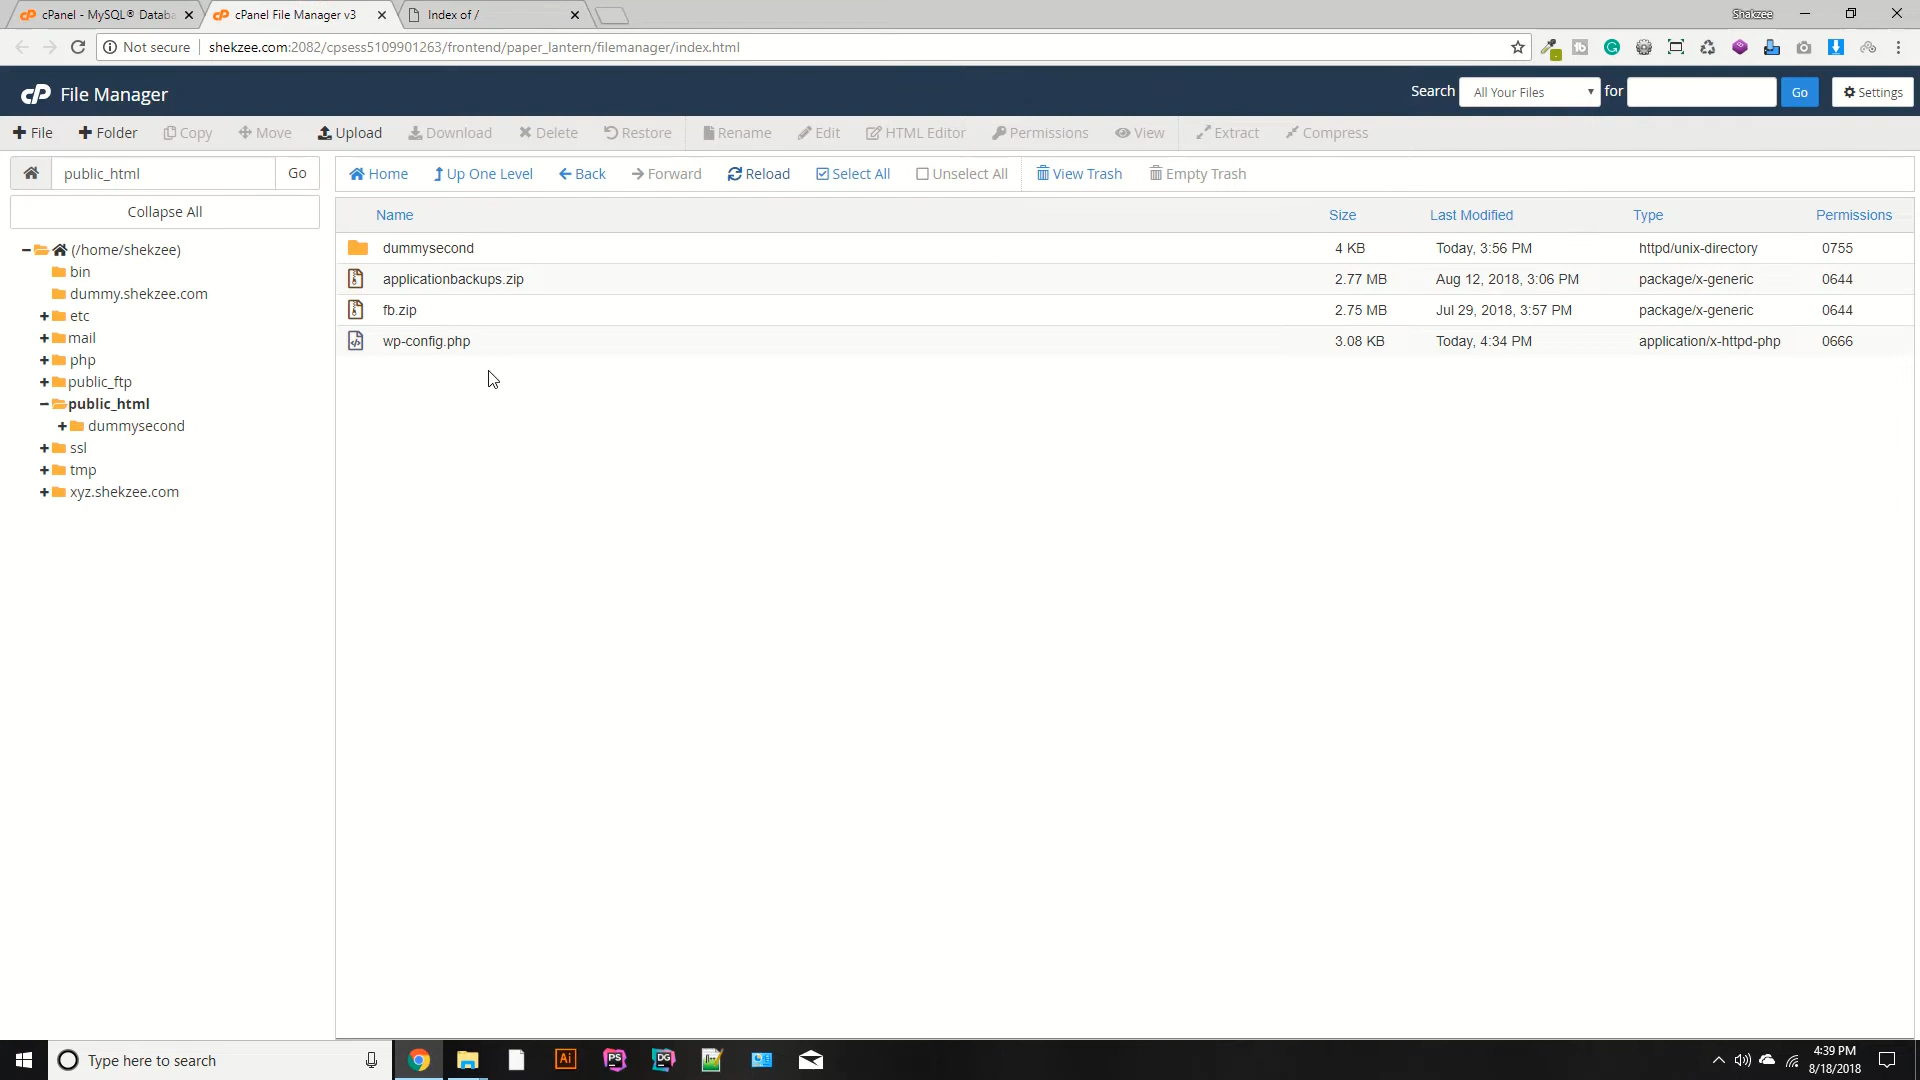 cPanel - MySQL® Databa
cPanel File Manager v3
Index of /
Shakzee
Not secure
shekzee.com:2082/cpsess5109901263/frontend/paper_lantern/filemanager/index.html
cP File Manager
Search
All Your Files
for
Go
Settings
File
Folder
Copy
Move
Upload
Download
Delete
Restore
Rename
Edit
HTML Editor
Permissions
View
Extract
Compress
public_html
Go
Home
Up One Level
Back
Forward
Reload
Select All
Unselect All
View Trash
Empty Trash
Collapse All
(/home/shekzee)
bin
dummy.shekzee.com
etc
mail
php
public_ftp
public_html
dummysecond
ssl
tmp
xyz.shekzee.com
Name Size Last Modified Type Permissions
dummysecond 4 KB Today, 3:56 PM httpd/unix-directory 0755
applicationbackups.zip 2.77 MB Aug 12, 2018, 3:06 PM package/x-generic 0644
fb.zip 2.75 MB Jul 29, 2018, 3:57 PM package/x-generic 0644
wp-config.php 3.08 KB Today, 4:34 PM application/x-httpd-php 0666
Type here to search
Ai
PS
DG
4:39 PM
8/18/2018